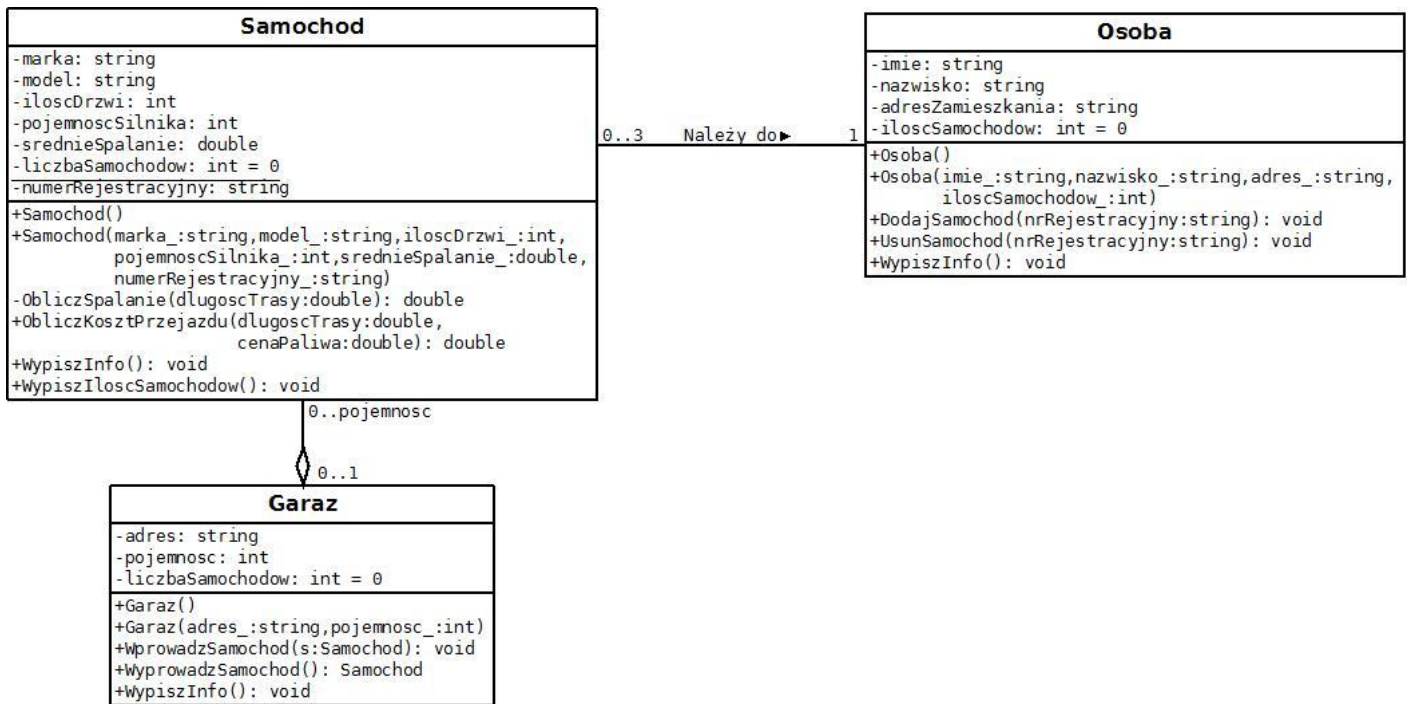 Samochod
-marka: string
-model: string
-iloscDrzwi: int
-pojemnoscSilnika: int
-srednieSpalanie: double
-liczbaSamochodow: int = 0
-numerRejestracyjny: string
+Samochod()
+Samochod(marka_:string,model_:string,iloscDrzwi_:int,
pojemnoscSilnika_:int,srednieSpalanie_:double,
numerRejestracyjny_:string)
-ObliczSpalanie(dlugoscTrasy:double): double
+ObliczKosztPrzejazdu(dlugoscTrasy:double,
cenaPaliwa:double): double
+WypiszInfo(): void
+WypiszIloscSamochodow(): void
0..3 Należy do► 1
Osoba
-imie: string
-nazwisko: string
-adresZamieszkania: string
-iloscSamochodow: int = 0
+Osoba()
+Osoba(imie_:string,nazwisko_:string,adres_:string,
iloscSamochodow_:int)
+DodajSamochod(nrRejestracyjny:string): void
+UsunSamochod(nrRejestracyjny:string): void
+WypiszInfo(): void
0..pojemnosc
0..1
Garaz
-adres: string
-pojemnosc: int
-liczbaSamochodow: int = 0
+Garaz()
+Garaz(adres_:string,pojemnosc_:int)
+WprowadzSamochod(s:Samochod): void
+WyprowadzSamochod(): Samochod
+WypiszInfo(): void